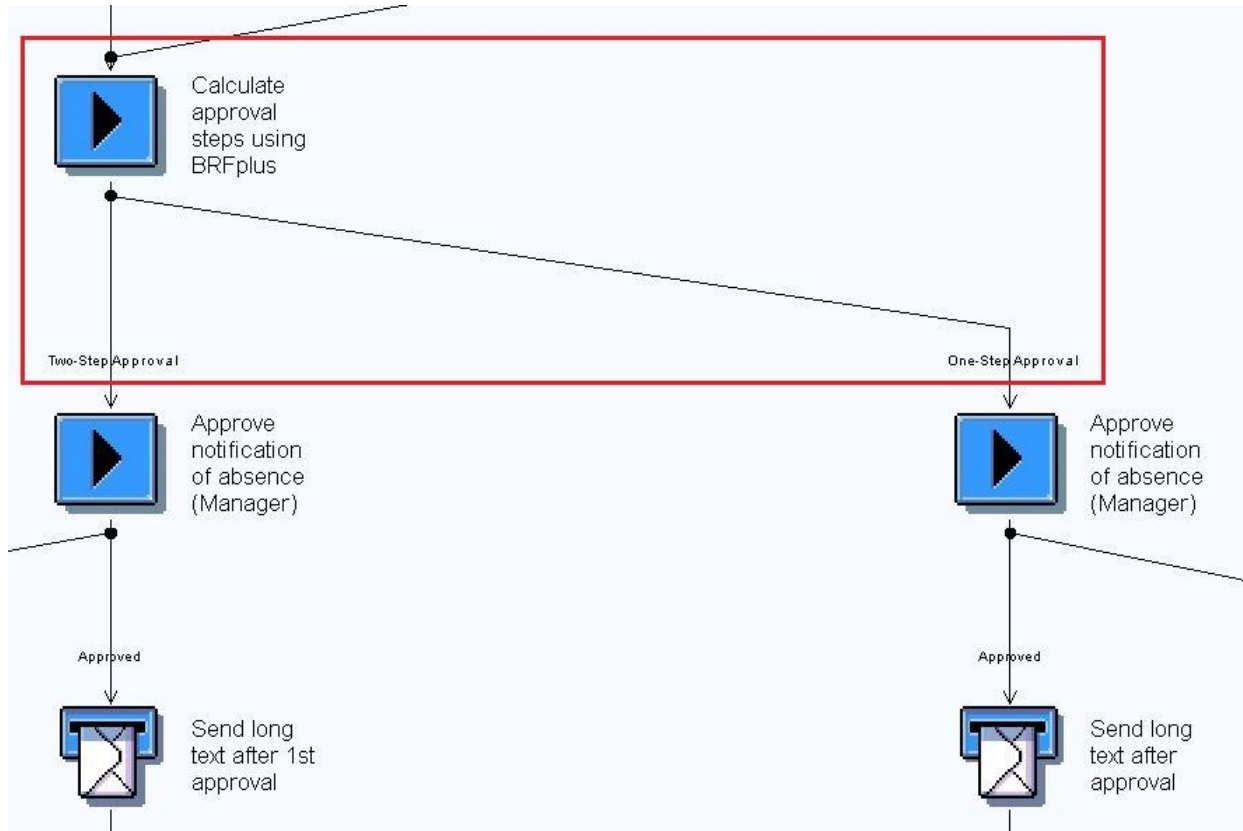 Calculate
approval
steps using
BRFplus
Two-Step Approval
One-Step Approval
Approve
notification
of absence
(Manager)
Approve
notification
of absence
(Manager)
Approved
Approved
Send long
text after 1st
approval
Send long
text after
approval